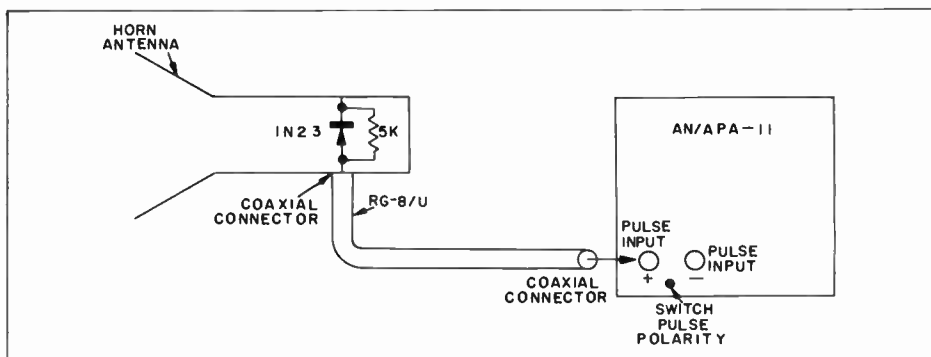 HORN
ANTENNA
IN23
5K
AN/APA-11
COAXIAL
CONNECTOR
RG-8/U
PULSE
INPUT
PULSE
INPUT
+
-
COAXIAL
CONNECTOR
SWITCH
PULSE
POLARITY